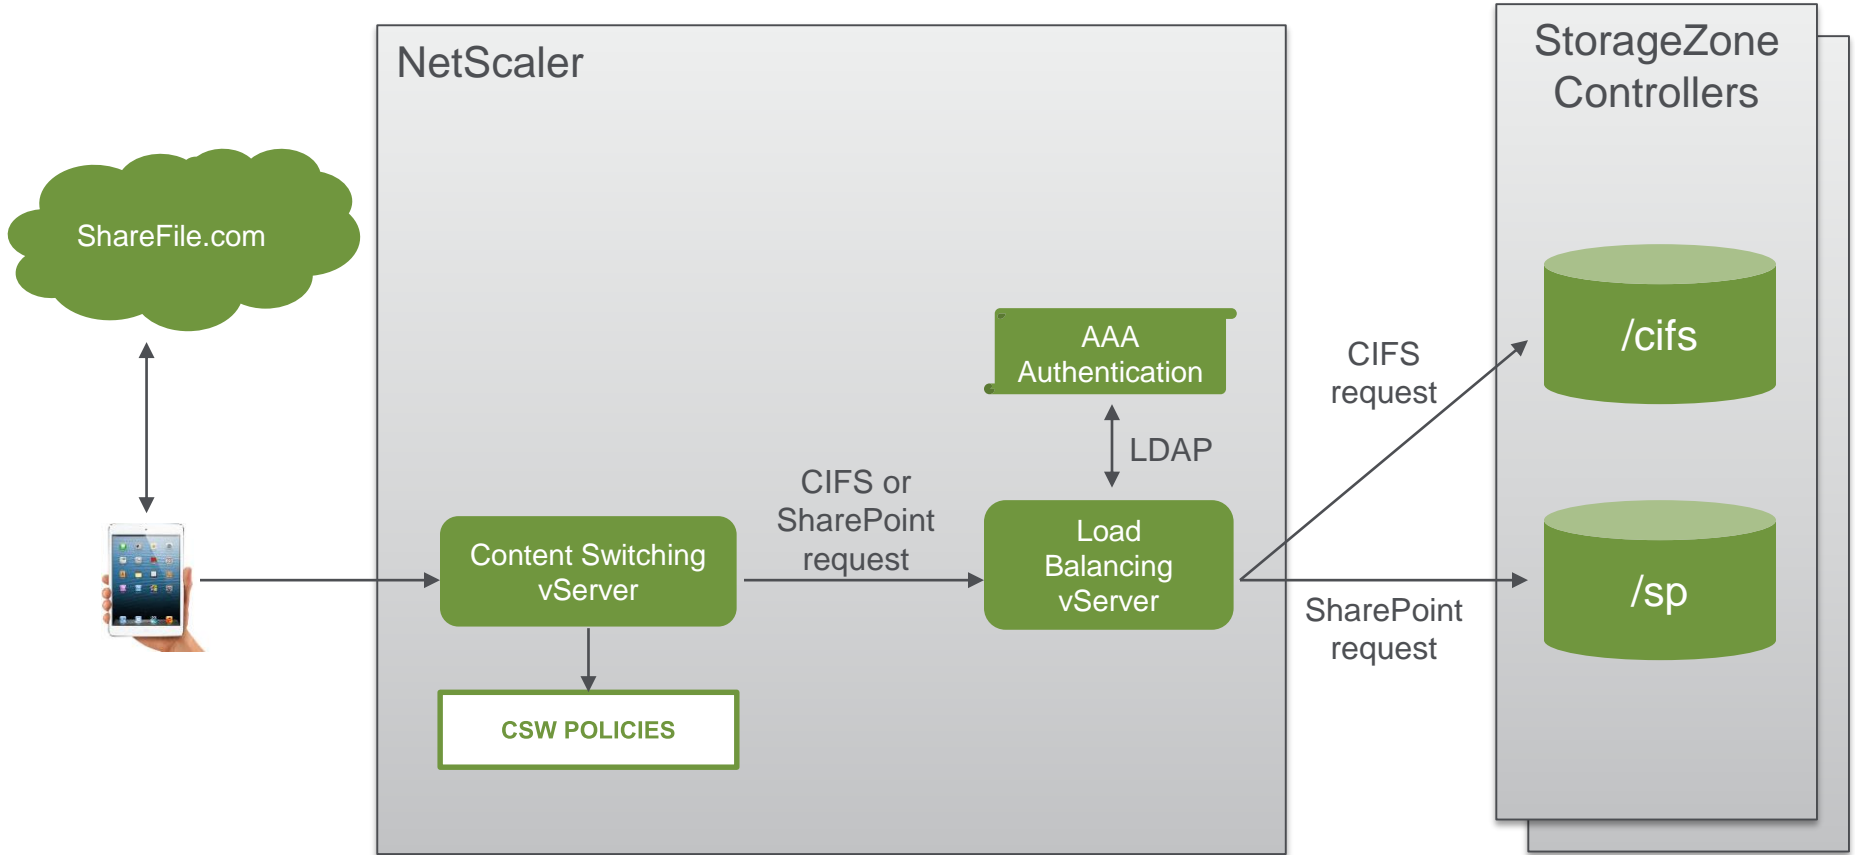 NetScaler
StorageZone
Controllers
ShareFile.com
AAA
Authentication
LDAP
CIFS
request
/cifs
CIFS or
SharePoint
request
Content Switching
vServer
Load
Balancing
vServer
SharePoint
request
/sp
CSW POLICIES